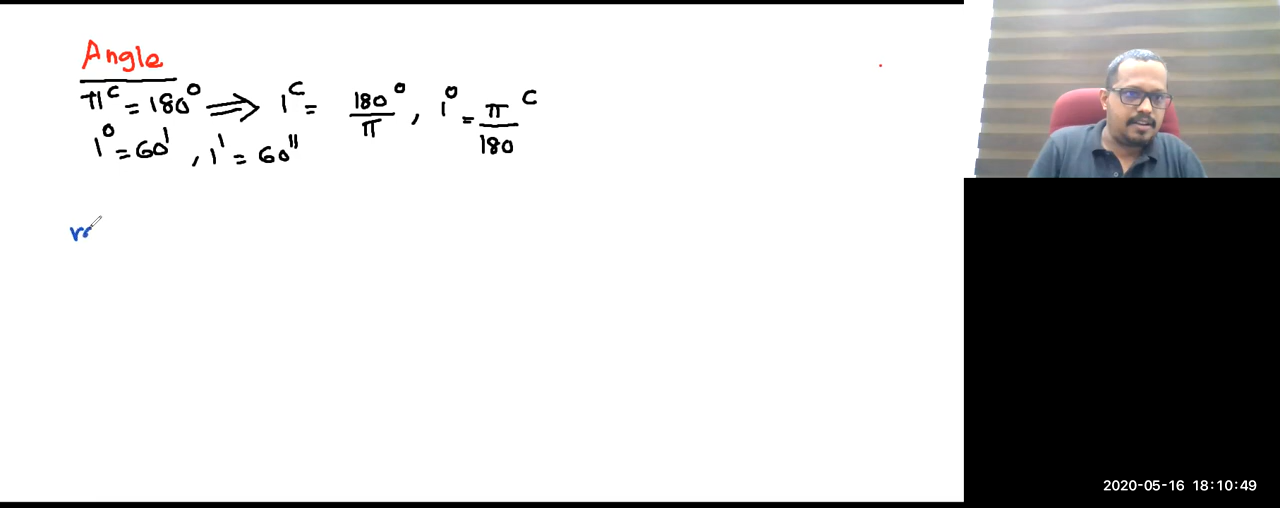 Angle
π^c = 180° ⟹ 1^c = 180°/π , 1° = π^c/180
1° = 60' , 1' = 60''
2020-05-16 18:10:49